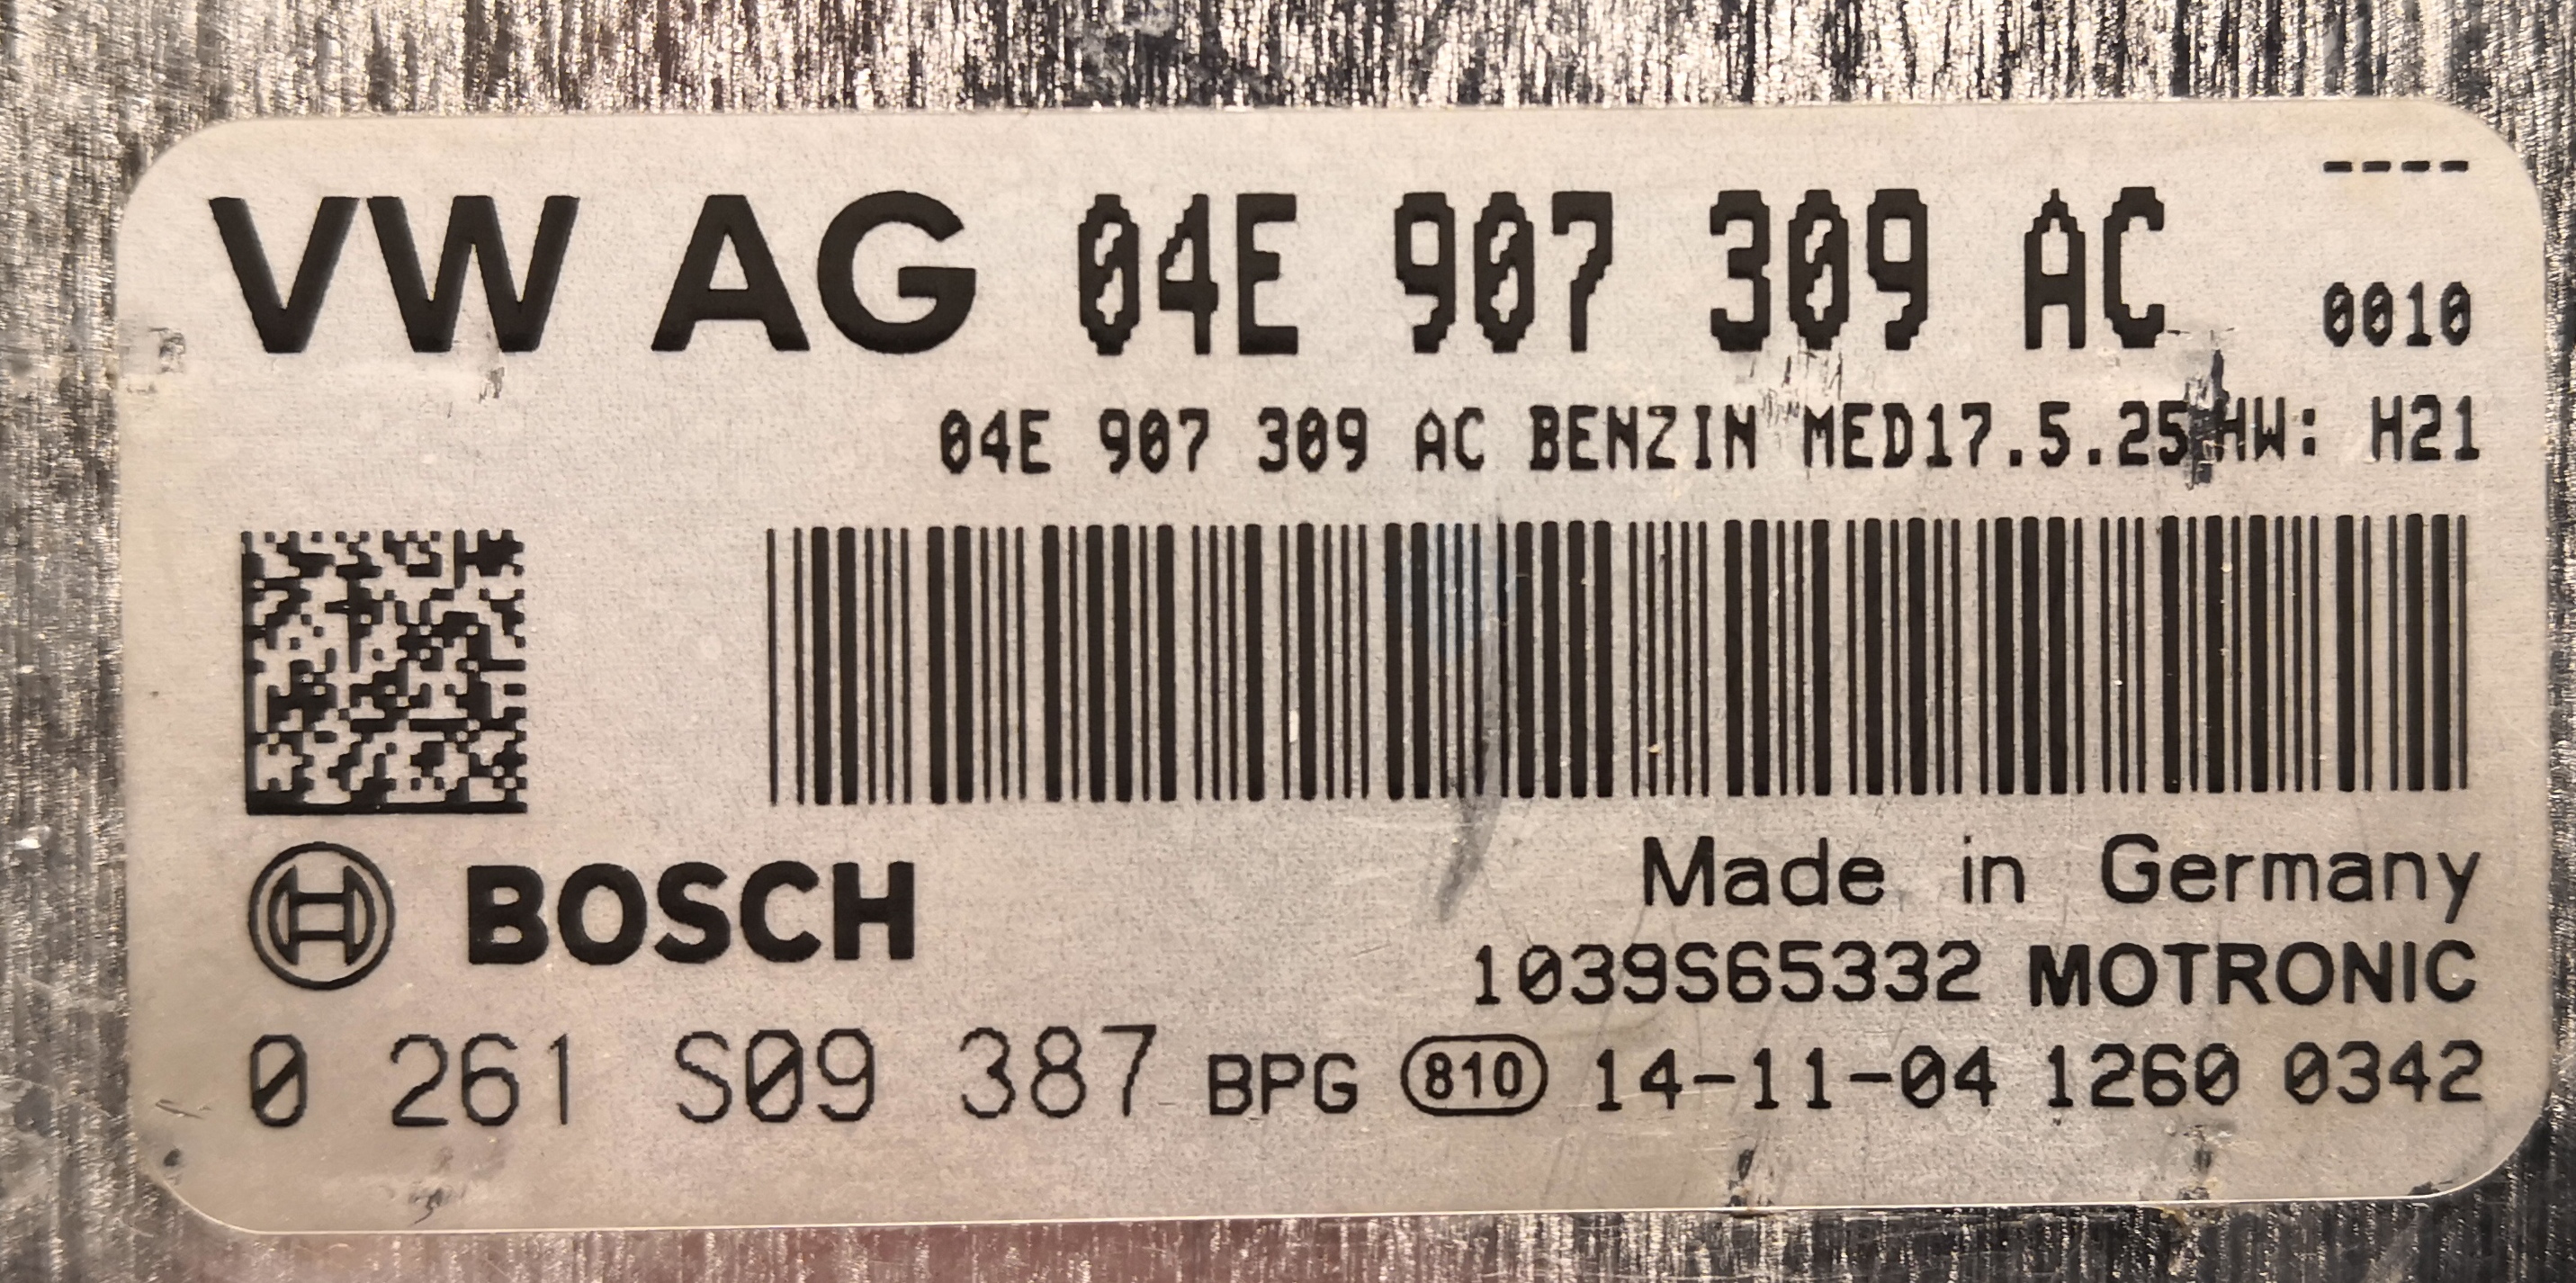 ----
VW AG 04E 907 309 AC 0010
04E 907 309 AC BENZIN MED17.5.25 HW: H21
BOSCH
Made in Germany
1039S65332 MOTRONIC
0 261 S09 387 BPG 810 14-11-04 1260 0342